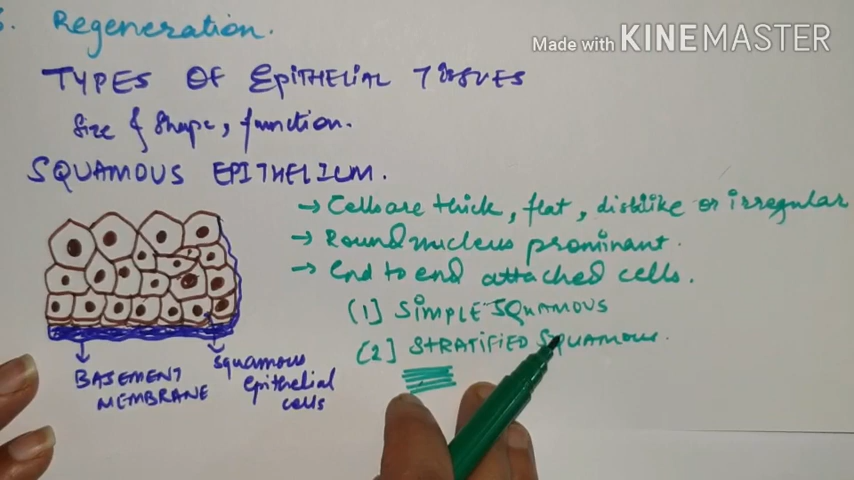 3. Regeneration.
Made with KINEMASTER
TYPES OF EPITHELIAL TISSUES
Size & Shape, function.
SQUAMOUS EPITHELIUM.
→ Cells are thick, flat, disklike or irregular
→ Round nucleus prominant.
→ End to end attached cells.
(1] SIMPLE SQUAMOUS
(2] STRATIFIED SQUAMOUS.
BASEMENT
MEMBRANE
squamous
epithelial
cells